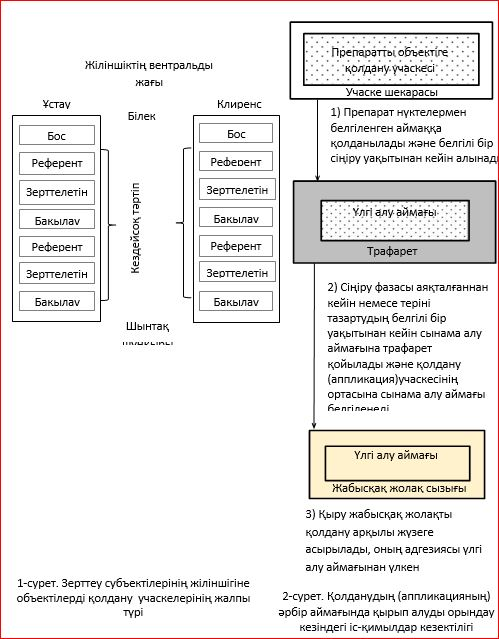 Жіліншіктің вентральды
жағы
Ұстау
Білек
Клиренс
Бос
Референт
Зерттелетін
Бақылау
Референт
Зерттелетін
Бақылау
Кездейсоқ тәртіп
Бос
Референт
Зерттелетін
Бақылау
Референт
Зерттелетін
Бақылау
Шынтақ
1-сурет. Зерттеу субъектілерінің жіліншігіне
объектілерді қолдану учаскелерінің жалпы
түрі
Препаратты объектіге
қолдану учаскесі
Учаске шекарасы
1) Препарат нүктелермен
белгіленген аймаққа
қолданылады және белгілі бір
сіңіру уақытынан кейін алынады
Үлгі алу аймағы
Трафарет
2) Сіңіру фазасы аяқталғаннан
кейін немесе теріні
тазартудың белгілі бір
уақытынан кейін сынама алу
аймағына трафарет
қойылады және қолдану
(аппликация)учаскесінің
ортасына сынама алу аймағы
белгіленеді
Үлгі алу аймағы
Жабысқақ жолақ сызығы
3) Қыру жабысқақ жолақты
қолдану арқылы жүзеге
асырылады, оның адгезиясы үлгі
алу аймағынан үлкен
2-сурет. Қолданудың (аппликацияның)
әрбір аймағында қырып алуды орындау
кезіндегі іс-қимылдар кезектілігі